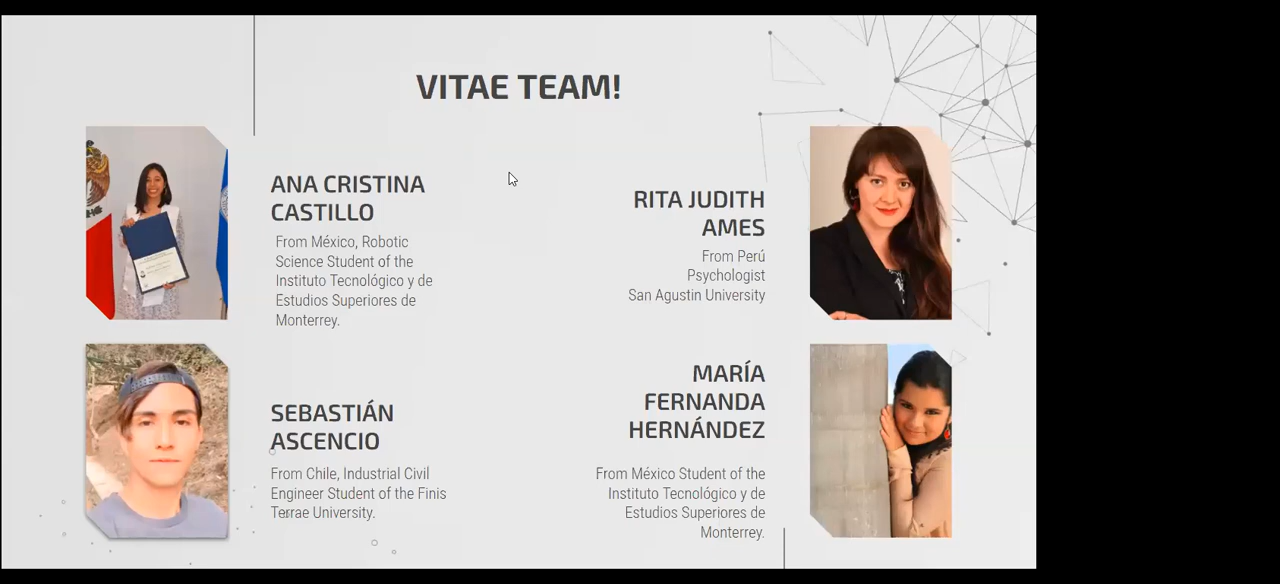 VITAE TEAM!
ANA CRISTINA
CASTILLO
From México, Robotic
Science Student of the
Instituto Tecnológico y de
Estudios Superiores de
Monterrey.
RITA JUDITH
AMES
From Perú
Psychologist
San Agustin University
SEBASTIÁN
ASCENCIO
From Chile, Industrial Civil
Engineer Student of the Finis
Terrae University.
MARÍA
FERNANDA
HERNÁNDEZ
From México Student of the
Instituto Tecnológico y de
Estudios Superiores de
Monterrey.